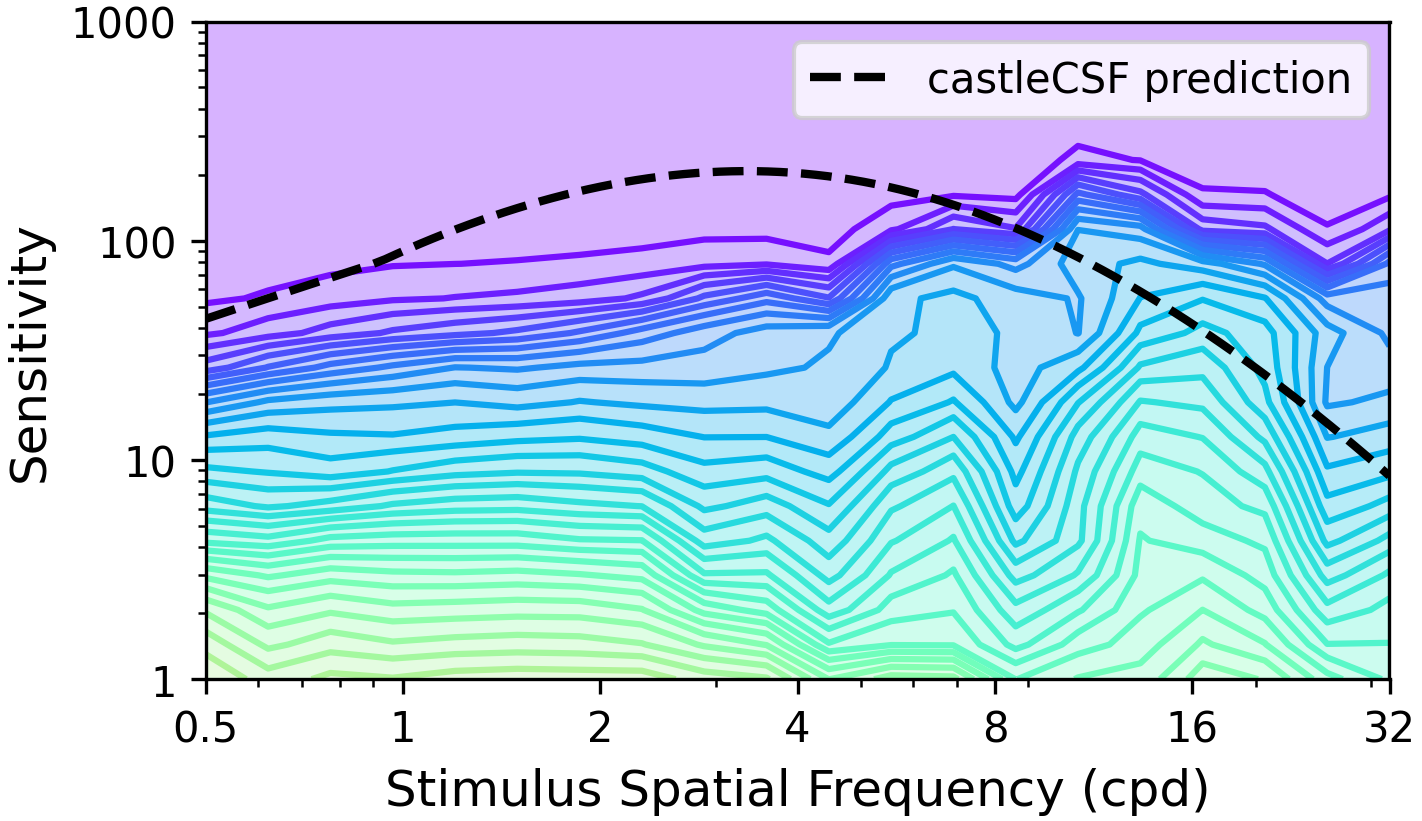 1000
100
10
1
Sensitivity
castleCSF prediction
0.5 1 2 4 8 16 32
Stimulus Spatial Frequency (cpd)